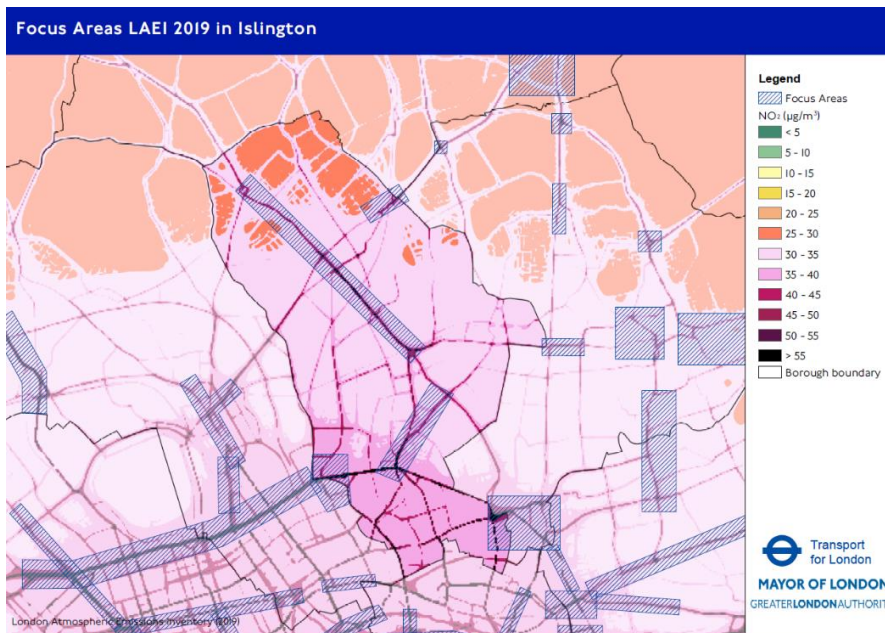 Focus Areas LAEI 2019 in Islington
Legend
Focus Areas
NO₂ (µg/m³)
< 5
5 - 10
10 - 15
15 - 20
20 - 25
25 - 30
30 - 35
35 - 40
40 - 45
45 - 50
50 - 55
> 55
Borough boundary
London Atmospheric Emissions Inventory (2019)
Transport
for London
MAYOR OF LONDON
GREATERLONDONAUTHORIT